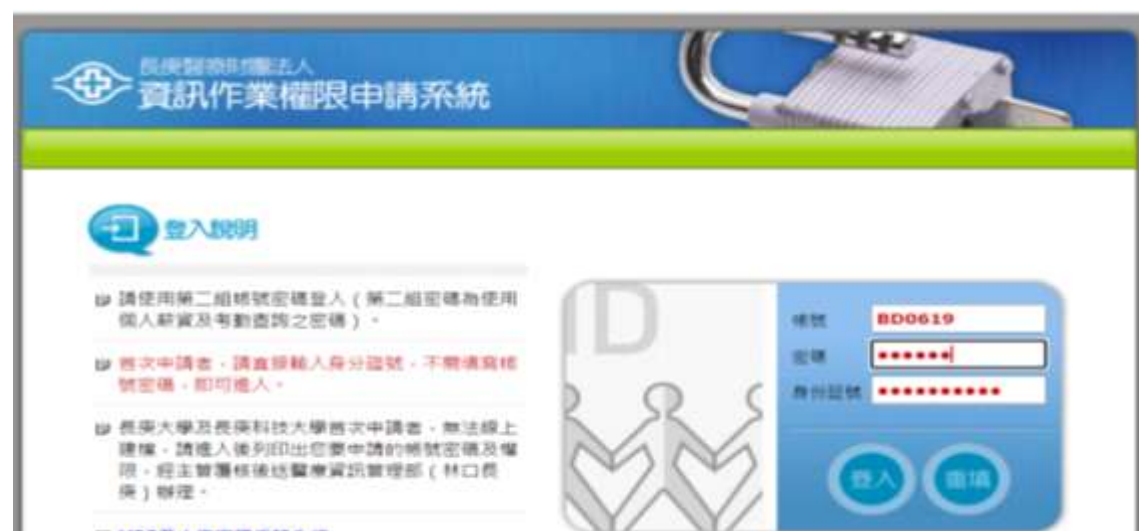 長庚醫療財團法人
資訊作業權限申請系統
登入說明
請使用第二組帳號密碼登入(第二組密碼為使用
個人薪資及考勤查詢之密碼)。
首次申請者,請直接輸入身分證號,不需填寫帳
號密碼,即可進入。
長庚大學及長庚科技大學首次申請者,無法線上
建檔,請進入後列印出您要申請的帳號密碼及權
限,經主管覆核後送醫療資訊管理部(林口長
庚)辦理。
ID
帳號 BD0619
密碼 ••••••
身份証號 ••••••••••
登入 重填